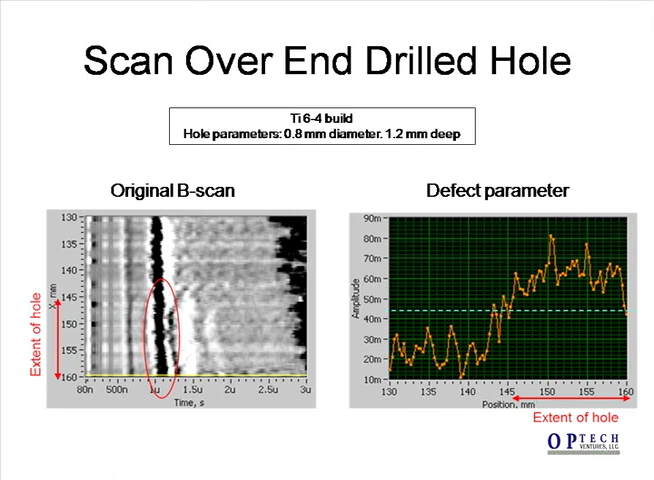 Scan Over End Drilled Hole
Ti 6-4 build
Hole parameters: 0.8 mm diameter. 1.2 mm deep
Original B-scan
Defect parameter
130
135
140
145
150
155
160
X, mm
Extent of hole
80n 500n 1u 1.5u 2u 2.5u 3u
Time, s
90m
80m
70m
60m
50m
40m
30m
20m
10m
Amplitude
130 135 140 145 150 155 160
Position, mm
Extent of hole
OPTECH
VENTURES, LLC